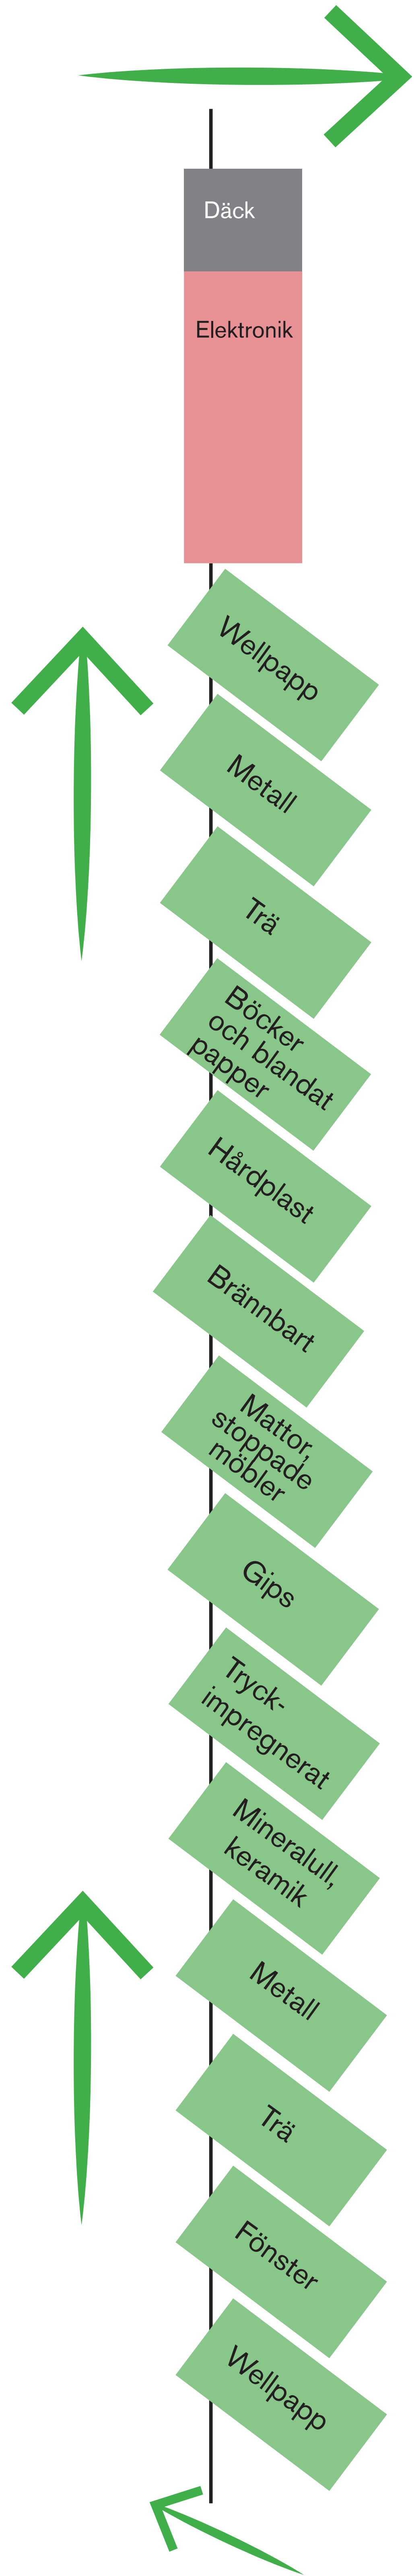 Däck
Elektronik
Wellpapp
Metall
Trä
Böcker
och blandat
papper
Hårdplast
Brännbart
Mattor,
stoppade
möbler
Gips
Tryck-
impregnerat
Mineralull,
keramik
Metall
Trä
Fönster
Wellpapp